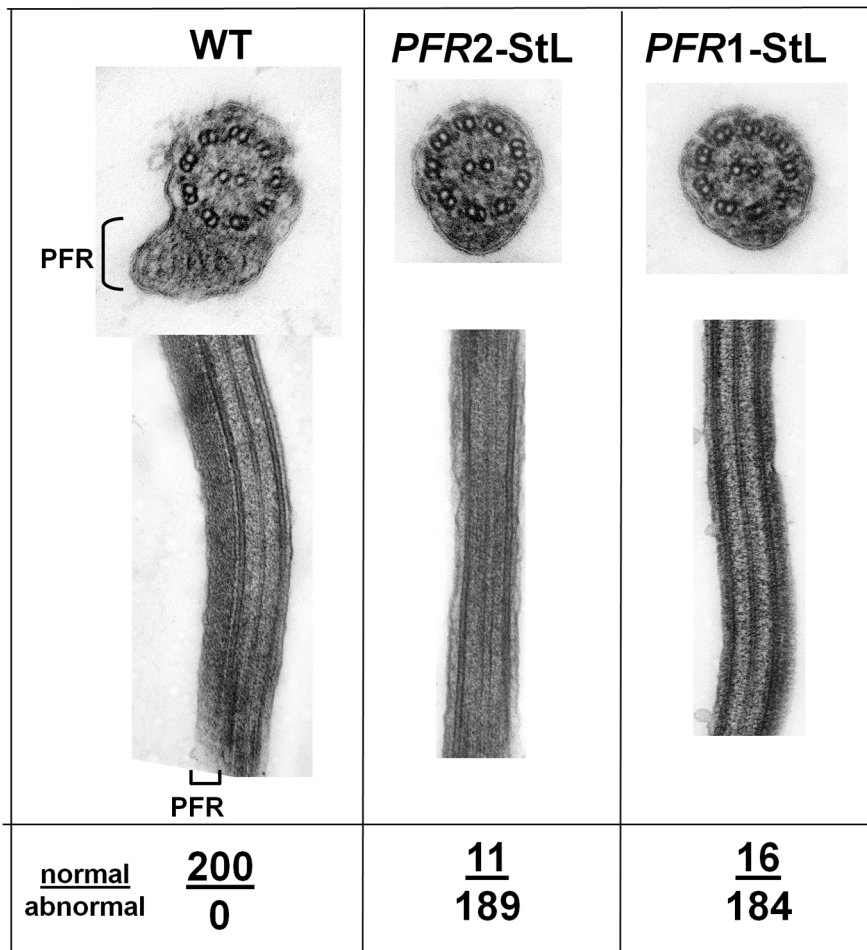 WT
PFR2-StL
PFR1-StL
PFR
PFR
normal
abnormal
200
0
11
189
16
184